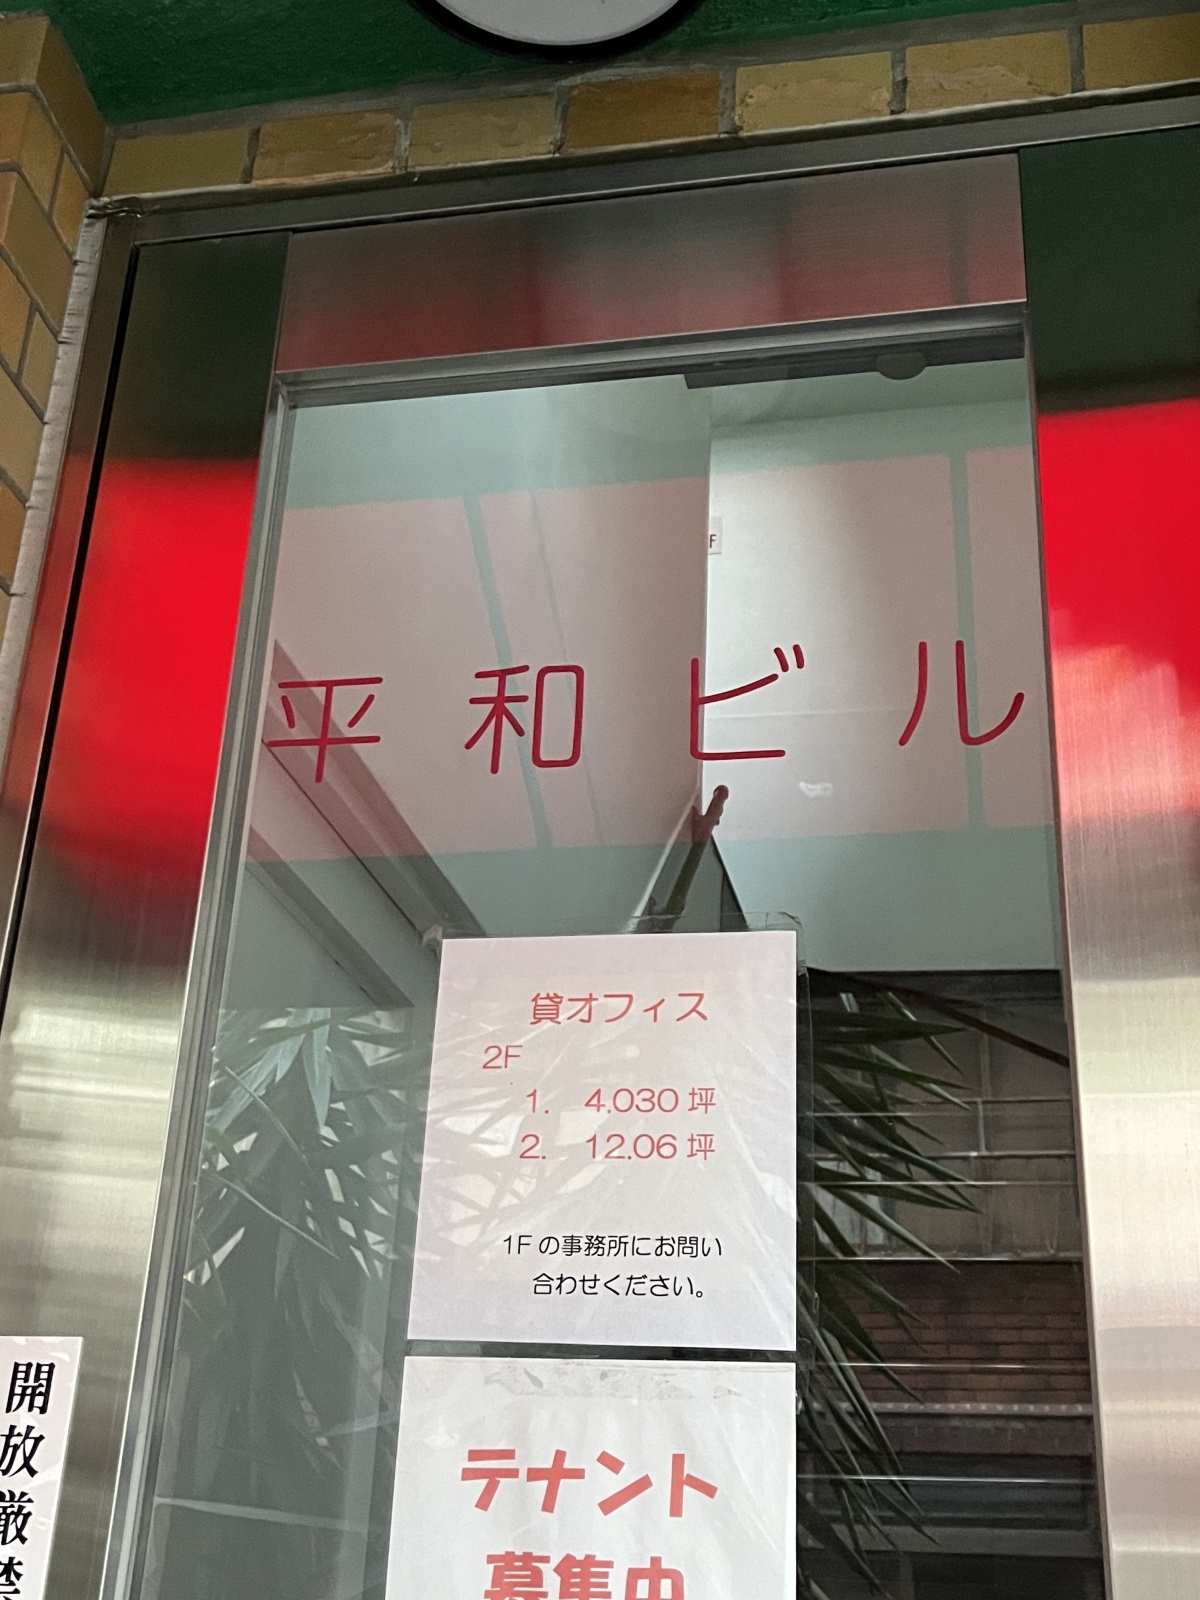 平和ビル
貸オフィス
2F
1. 4.030 坪
2. 12.06 坪
1F の事務所にお問い
合わせください。
テナント
募集中
開放厳禁
F